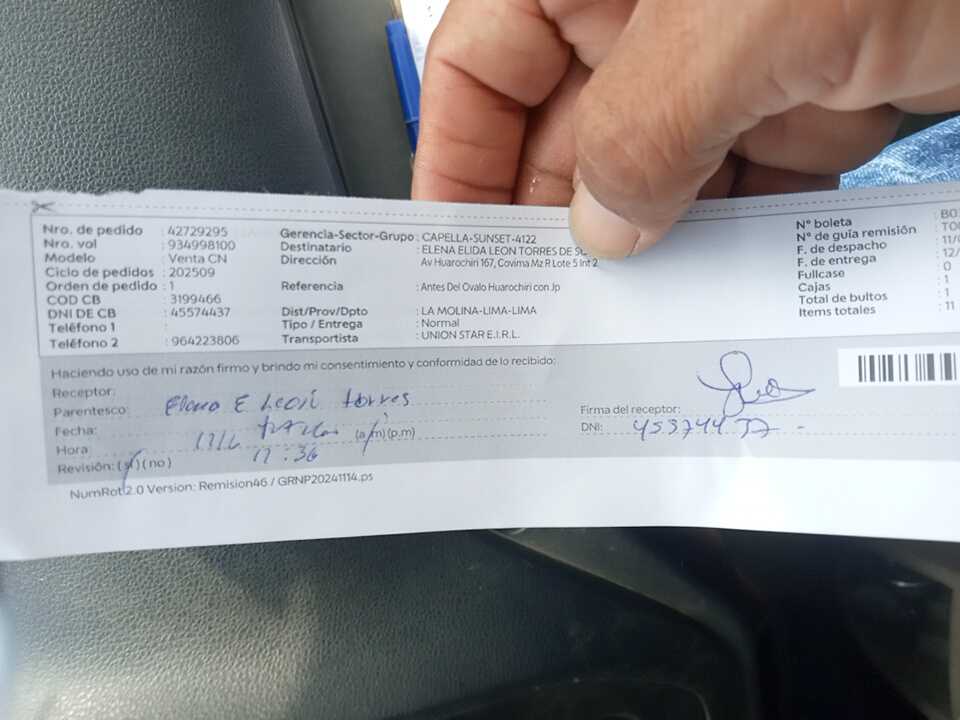 Nro. de pedido : 42729295
Nro. vol : 934998100
Modelo : Venta CN
Ciclo de pedidos : 202509
Orden de pedido : 1
COD CB : 3199466
DNI DE CB : 45574437
Teléfono 1 :
Teléfono 2 : 964223806
Gerencia-Sector-Grupo : CAPELLA-SUNSET-4122
Destinatario : ELENA ELIDA LEON TORRES DE
Dirección : Av Huarochiri 167, Covima Mz R Lote 5 Int 2
Referencia : Antes Del Ovalo Huarochiri con Jp
Dist/Prov/Dpto : LA MOLINA-LIMA-LIMA
Tipo / Entrega : Normal
Transportista : UNION STAR E.I.R.L.
N° boleta :
N° de guía remisión :
F. de despacho : 11/
F. de entrega : 12/
Fullcase : 0
Cajas : 1
Total de bultos : 1
Items totales : 11
Haciendo uso de mi razón firmo y brindo mi consentimiento y conformidad de lo recibido:
Receptor: Elena E León torres
Parentesco:
Fecha:
Hora: (a/m)(p.m)
Revisión: (si)(no)
Firma del receptor:
DNI:
NumRot 2.0 Version: Remision46 / GRNP20241114.ps